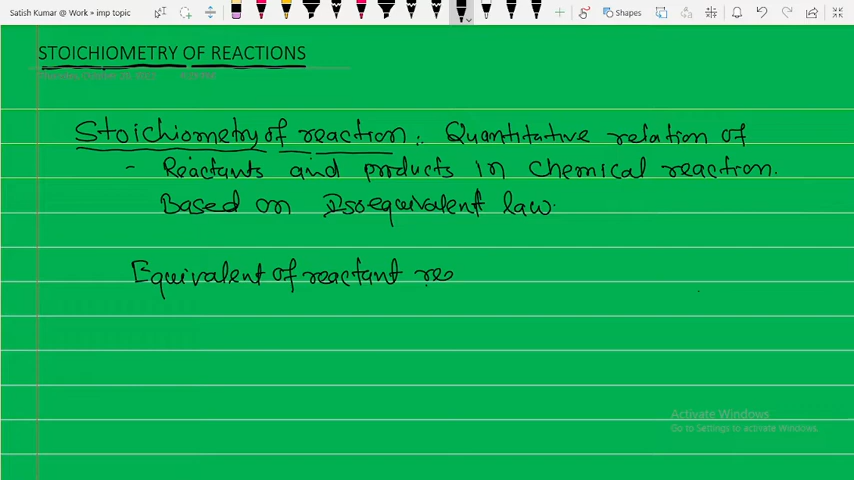 Satish Kumar @ Work » imp topic
Shapes
STOICHIOMETRY OF REACTIONS
Stoichiometry of reaction : Quantitative relation of
- Reactants and products in Chemical reaction.
Based on Isoequivalent law.
Equivalent of reactant re
Activate Windows
Go to Settings to activate Windows.